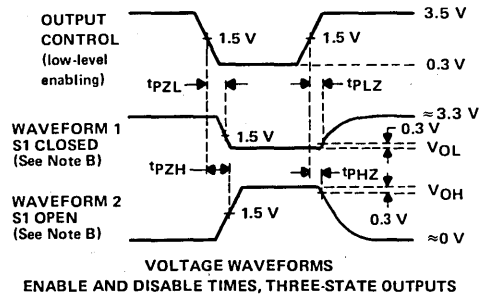 OUTPUT
CONTROL
(low-level
enabling)
1.5 V
1.5 V
3.5 V
0.3 V
tPZL
tPLZ
WAVEFORM 1
S1 CLOSED
(See Note B)
1.5 V
≈3.3 V
0.3 V
VOL
tPZH
tPHZ
WAVEFORM 2
S1 OPEN
(See Note B)
1.5 V
VOH
0.3 V
≈0 V
VOLTAGE WAVEFORMS
ENABLE AND DISABLE TIMES, THREE-STATE OUTPUTS